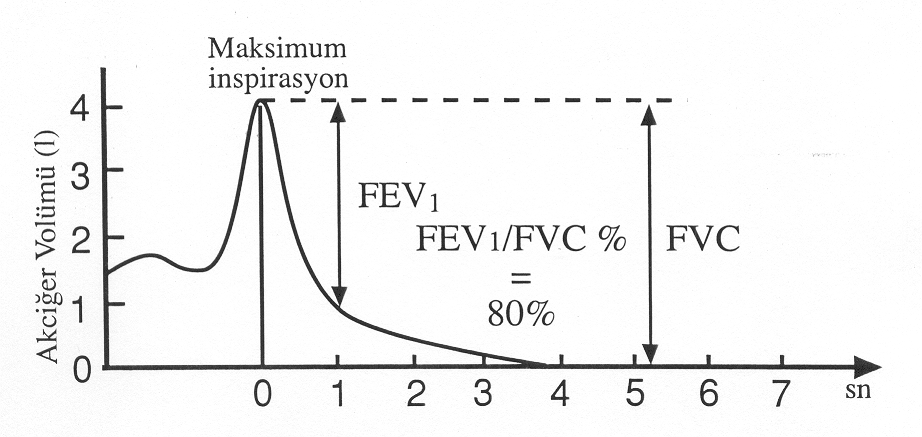 Maksimum
inspirasyon
Akciğer Volümü (l)
4
3
2
1
0
FEV1
FEV1/FVC %
=
80%
FVC
0 1 2 3 4 5 6 7
sn